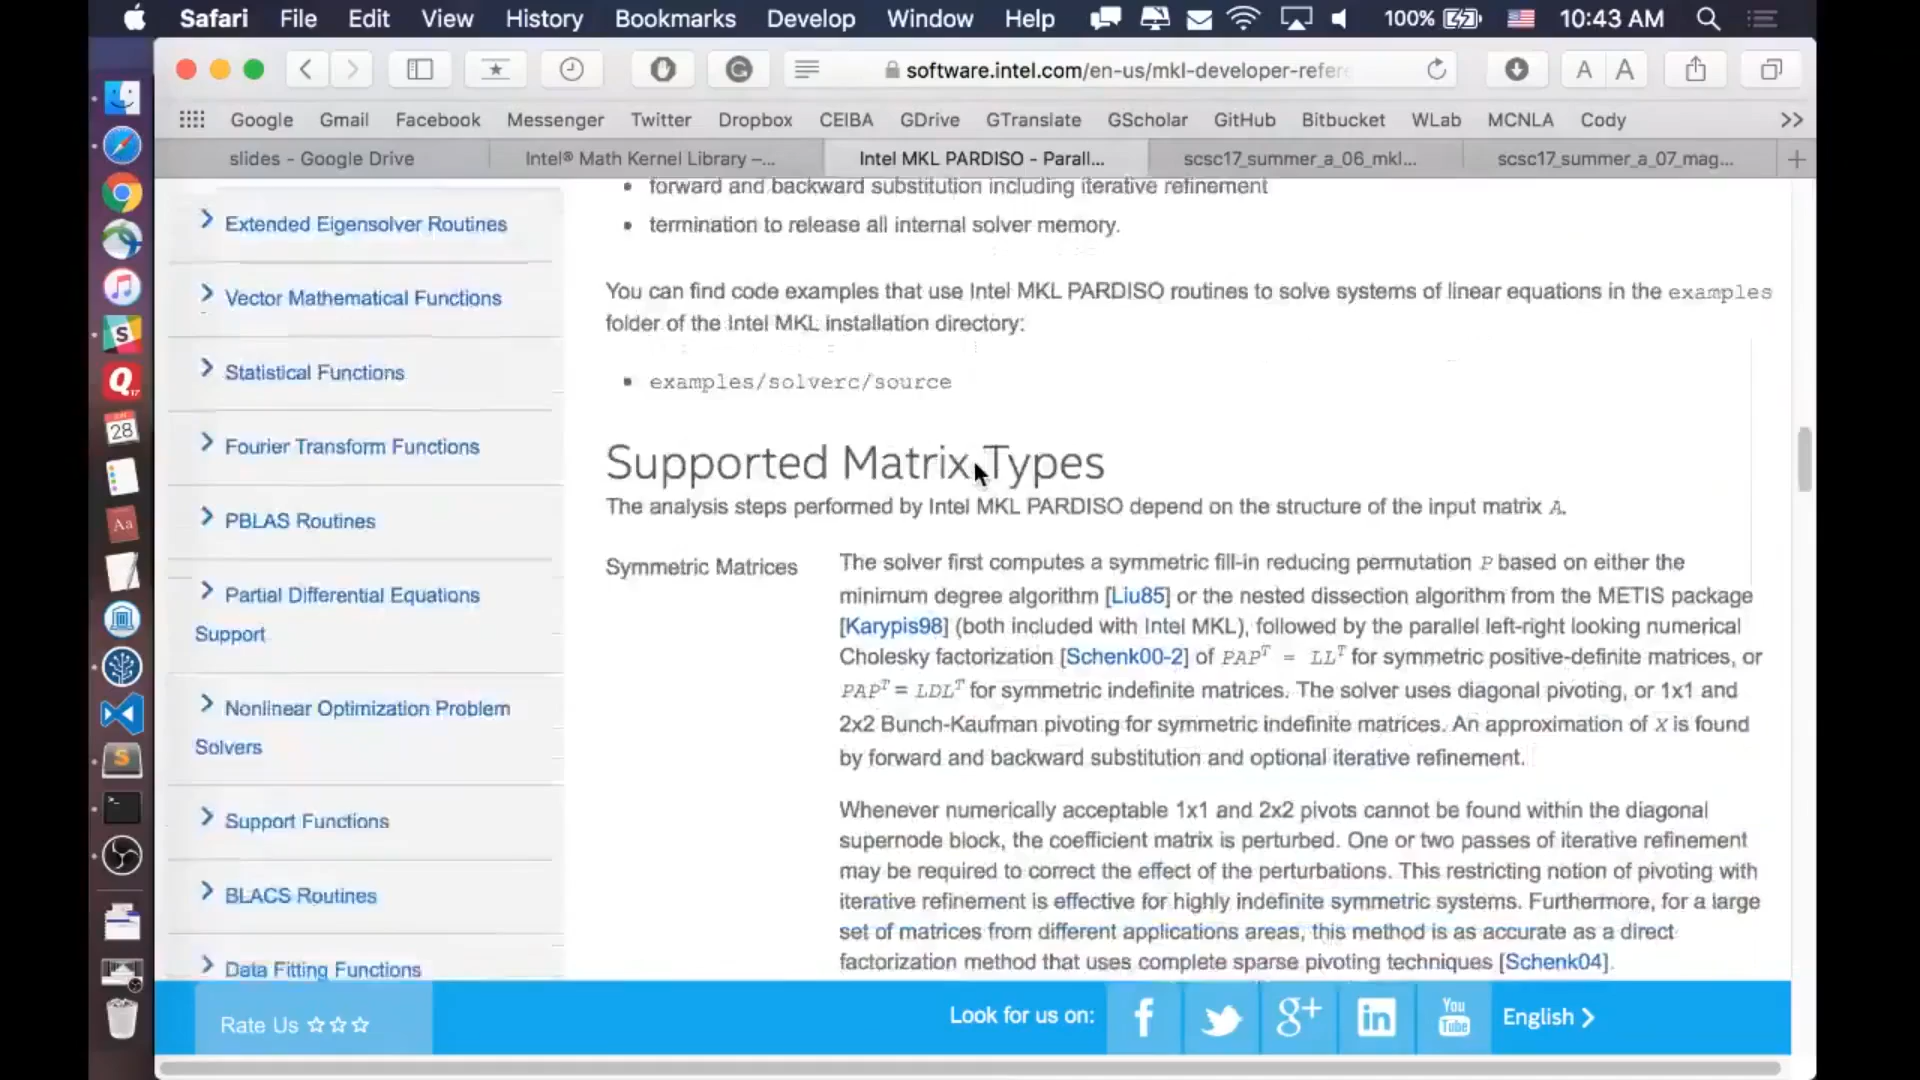 Safari File Edit View History Bookmarks Develop Window Help 100% 10:43 AM
software.intel.com/en-us/mkl-developer-refere
A A
Google Gmail Facebook Messenger Twitter Dropbox CEIBA GDrive GTranslate GScholar GitHub Bitbucket WLab MCNLA Cody
slides - Google Drive Intel® Math Kernel Library –... Intel MKL PARDISO - Parall... scsc17_summer_a_06_mkl... scsc17_summer_a_07_mag...
Extended Eigensolver Routines
Vector Mathematical Functions
Statistical Functions
Fourier Transform Functions
PBLAS Routines
Partial Differential Equations
Support
Nonlinear Optimization Problem
Solvers
Support Functions
BLACS Routines
Data Fitting Functions
• forward and backward substitution including iterative refinement
• termination to release all internal solver memory.
You can find code examples that use Intel MKL PARDISO routines to solve systems of linear equations in the examples
folder of the Intel MKL installation directory:
• examples/solverc/source
Supported Matrix Types
The analysis steps performed by Intel MKL PARDISO depend on the structure of the input matrix A.
Symmetric Matrices
The solver first computes a symmetric fill-in reducing permutation P based on either the
minimum degree algorithm [Liu85] or the nested dissection algorithm from the METIS package
[Karypis98] (both included with Intel MKL), followed by the parallel left-right looking numerical
Cholesky factorization [Schenk00-2] of PAPᵀ = LLᵀ for symmetric positive-definite matrices, or
PAPᵀ = LDLᵀ for symmetric indefinite matrices. The solver uses diagonal pivoting, or 1x1 and
2x2 Bunch-Kaufman pivoting for symmetric indefinite matrices. An approximation of X is found
by forward and backward substitution and optional iterative refinement.
Whenever numerically acceptable 1x1 and 2x2 pivots cannot be found within the diagonal
supernode block, the coefficient matrix is perturbed. One or two passes of iterative refinement
may be required to correct the effect of the perturbations. This restricting notion of pivoting with
iterative refinement is effective for highly indefinite symmetric systems. Furthermore, for a large
set of matrices from different applications areas, this method is as accurate as a direct
factorization method that uses complete sparse pivoting techniques [Schenk04].
Rate Us ☆☆☆
Look for us on: f g+ in You Tube English
S
Q
28
Aa
S